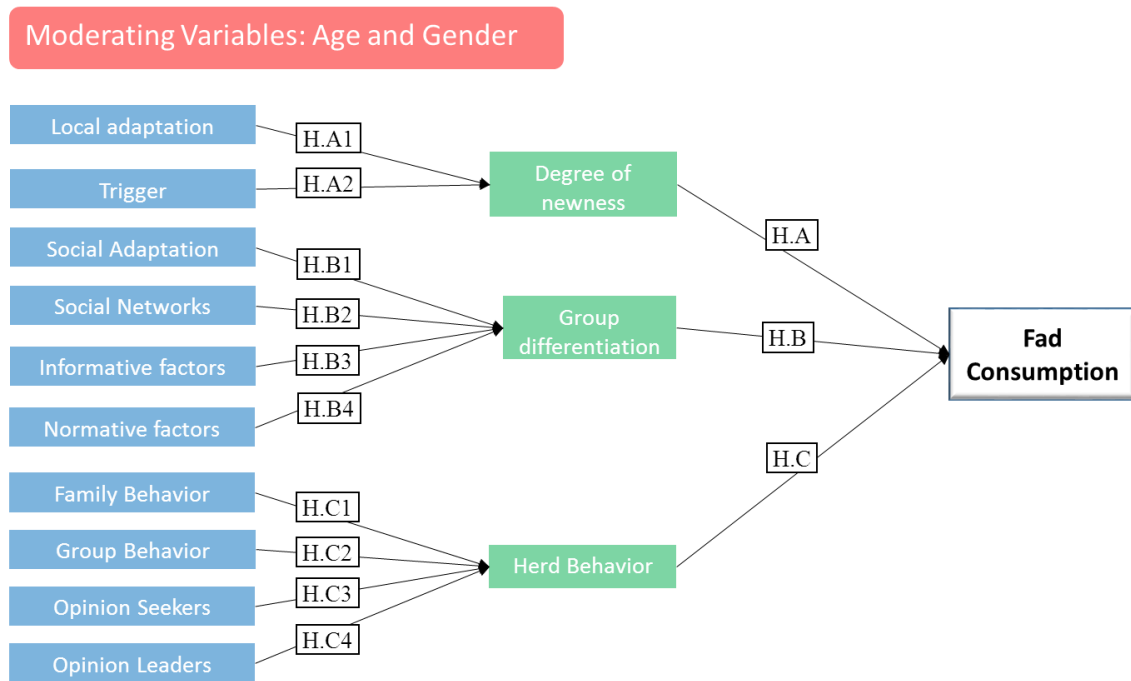 Moderating Variables: Age and Gender
Local adaptation
H.A1
Trigger
H.A2
Degree of
newness
H.A
Social Adaptation
H.B1
Social Networks
H.B2
Group
differentiation
H.B
Informative factors
H.B3
Normative factors
H.B4
Fad
Consumption
Family Behavior
H.C1
Group Behavior
H.C2
Herd Behavior
H.C
Opinion Seekers
H.C3
Opinion Leaders
H.C4